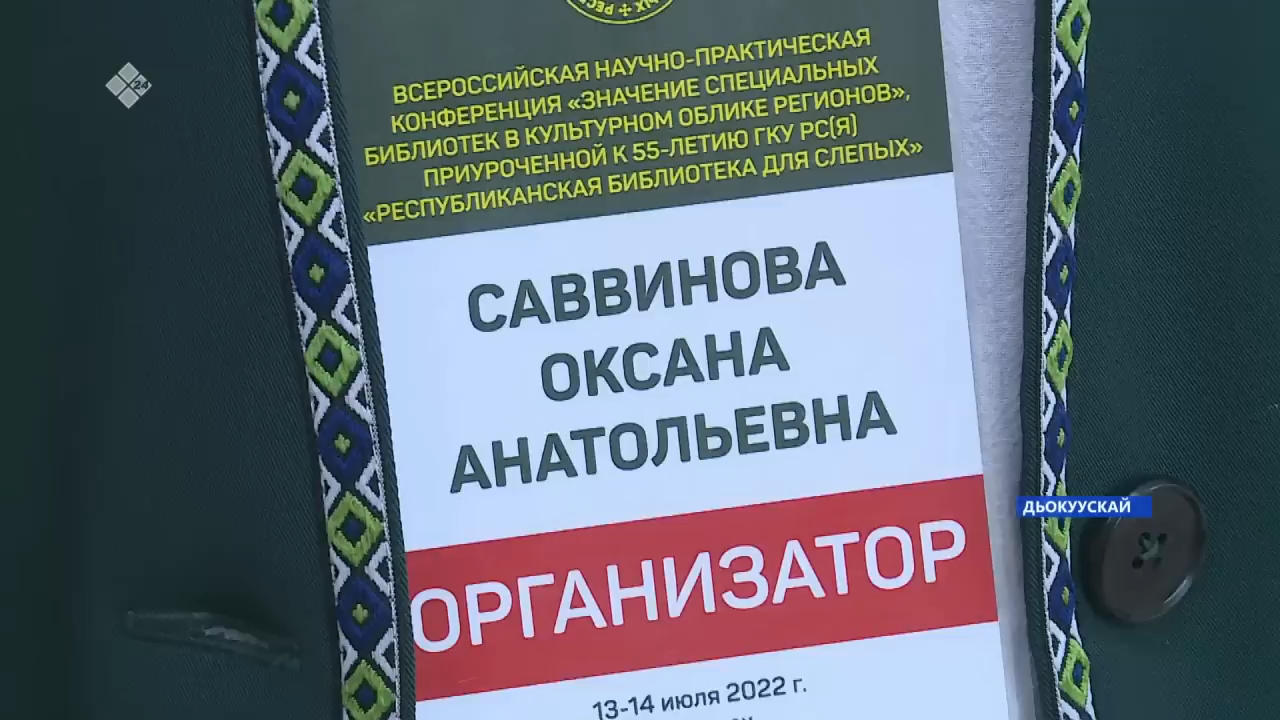 24
ВСЕРОССИЙСКАЯ НАУЧНО-ПРАКТИЧЕСКАЯ
КОНФЕРЕНЦИЯ «ЗНАЧЕНИЕ СПЕЦИАЛЬНЫХ
БИБЛИОТЕК В КУЛЬТУРНОМ ОБЛИКЕ РЕГИОНОВ»,
ПРИУРОЧЕННОЙ К 55-ЛЕТИЮ ГКУ РС(Я)
«РЕСПУБЛИКАНСКАЯ БИБЛИОТЕКА ДЛЯ СЛЕПЫХ»
САВВИНОВА
ОКСАНА
АНАТОЛЬЕВНА
ОРГАНИЗАТОР
ДЬОКУУСКАЙ
13-14 июля 2022 г.